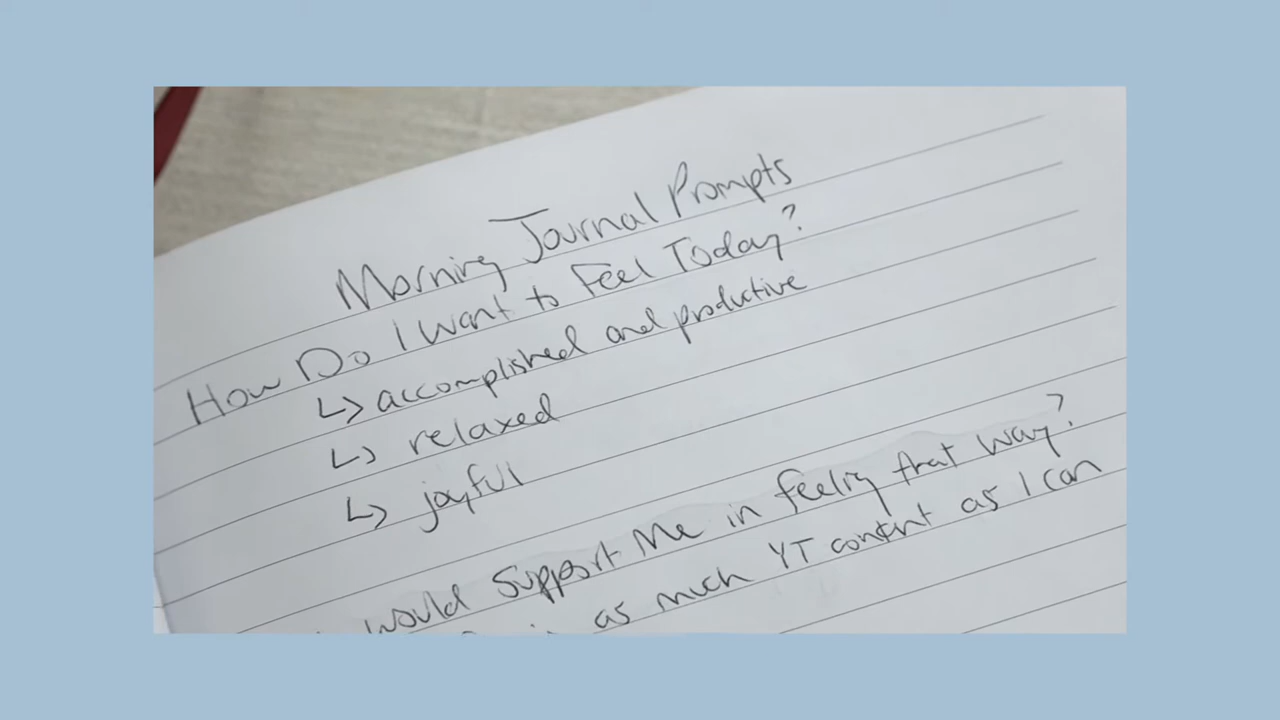 Morning Journal Prompts
How Do I Want to Feel Today?
↳ accomplished and productive
↳ relaxed
↳ joyful
would Support Me in feeling that way?
as much YT content as I can